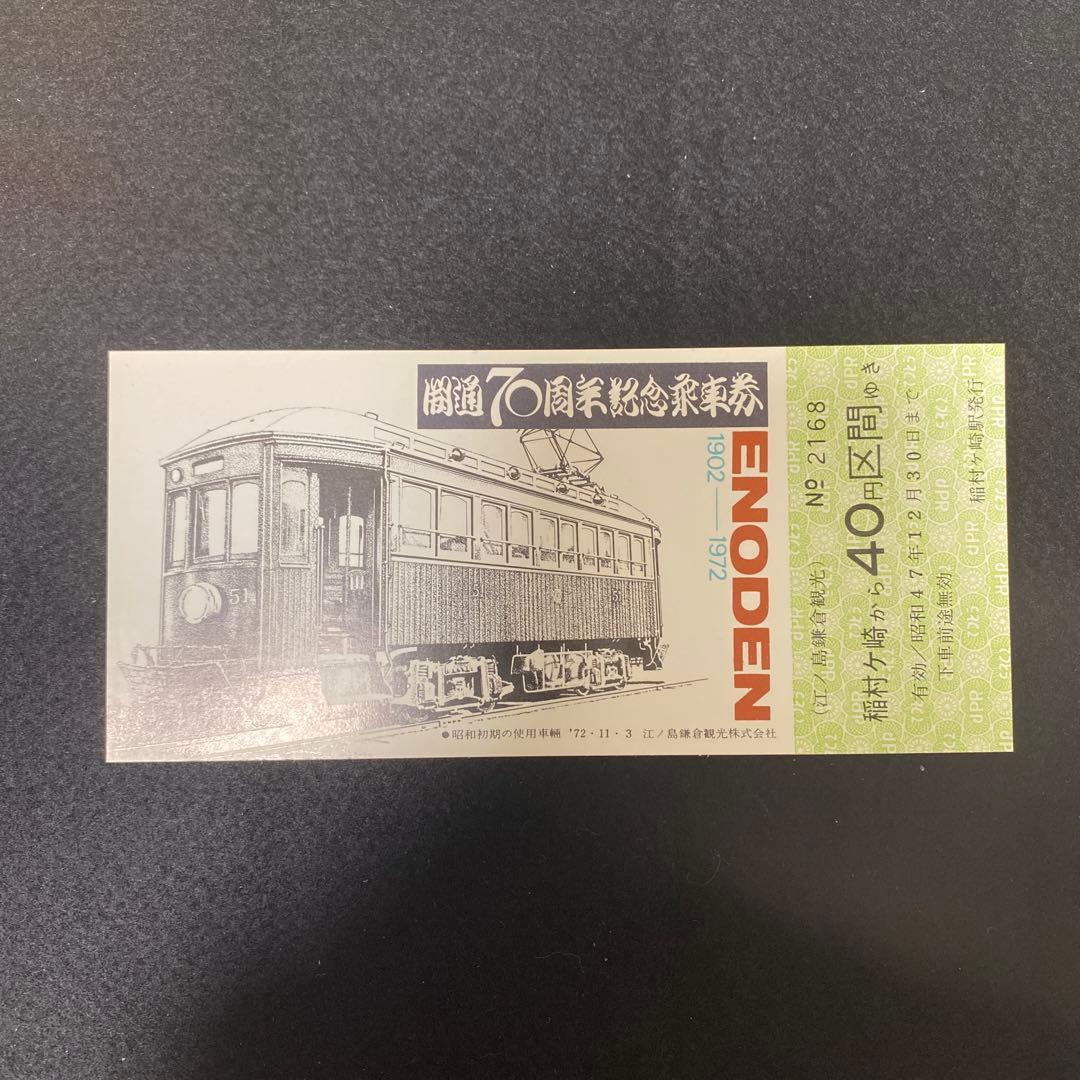 開通70周年記念乗車券
ENODEN
1902—1972
51
51
51
●昭和初期の使用車輛 '72・11・3 江ノ島鎌倉観光株式会社
(江ノ島鎌倉観光) № 2168
稲村ケ崎から40円区間ゆき
有効/昭和47年12月30日まで
下車前途無効 稲村ケ崎駅発行